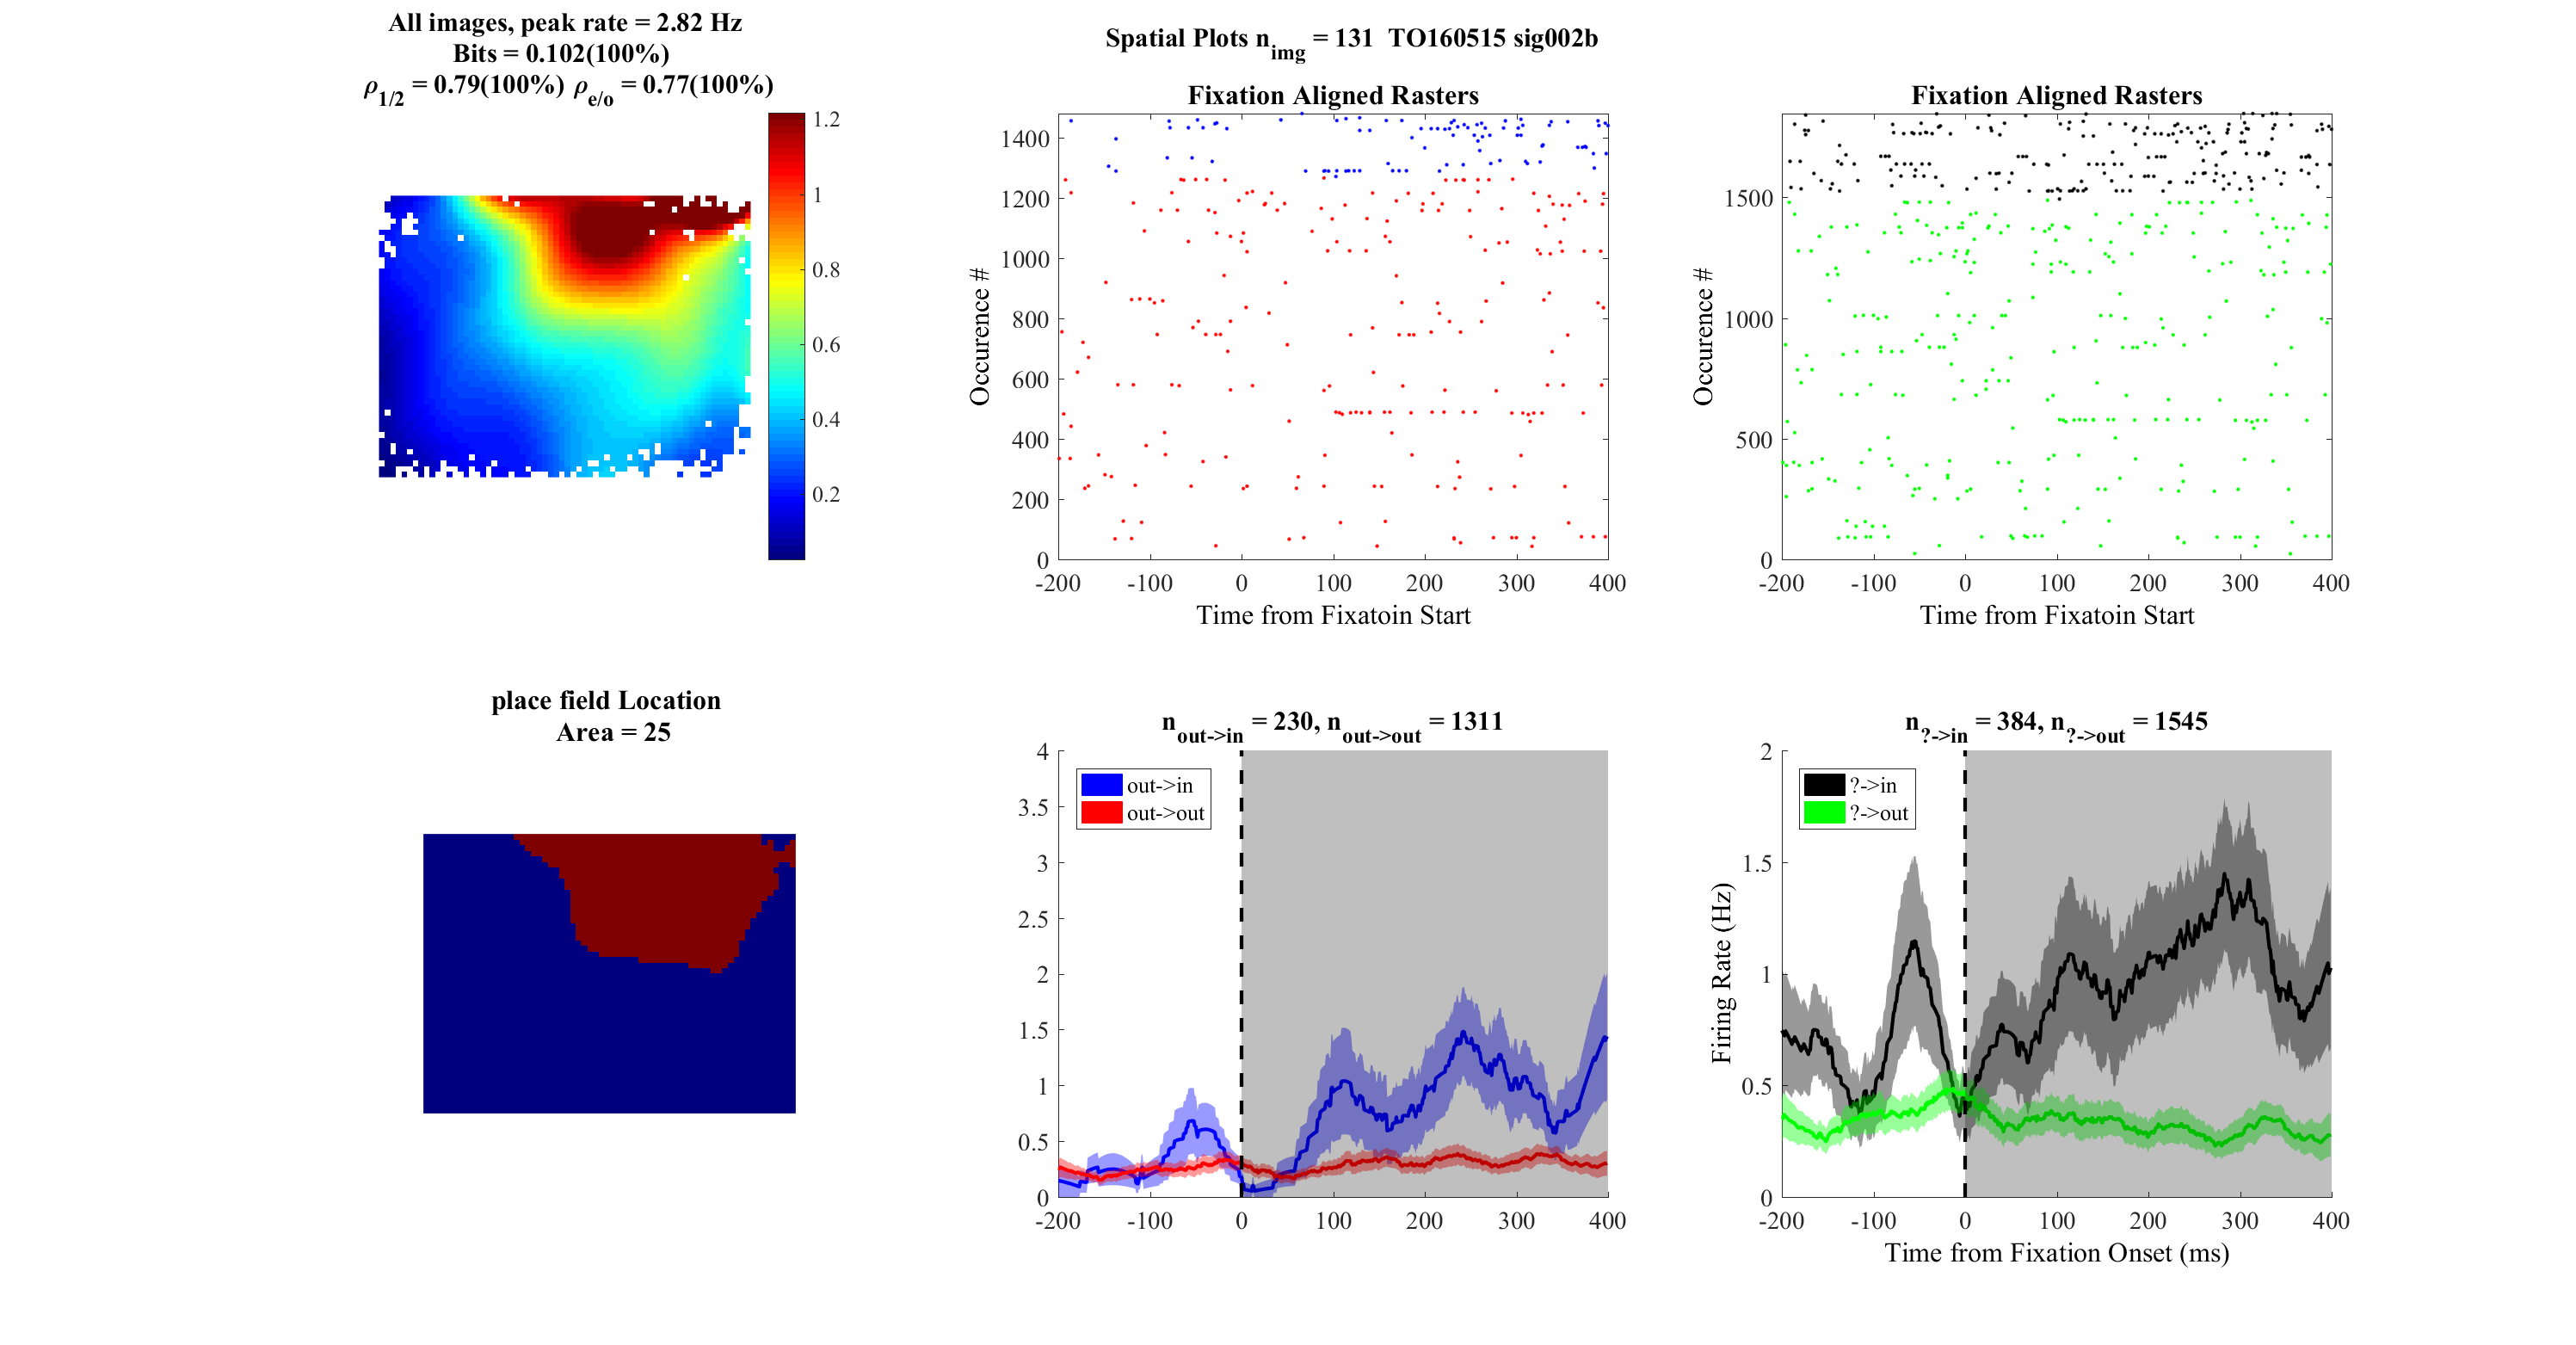 All images, peak rate = 2.82 Hz
Bits = 0.102(100%)
ρ1/2 = 0.79(100%) ρe/o = 0.77(100%)
1.2
1
0.8
0.6
0.4
0.2
Spatial Plots nimg = 131 TO160515 sig002b
Fixation Aligned Rasters
Occurence #
1400
1200
1000
800
600
400
200
0
-200 -100 0 100 200 300 400
Time from Fixatoin Start
Fixation Aligned Rasters
Occurence #
1500
1000
500
0
-200 -100 0 100 200 300 400
Time from Fixatoin Start
place field Location
Area = 25
nout->in = 230, nout->out = 1311
4
3.5
3
2.5
2
1.5
1
0.5
0
out->in
out->out
-200 -100 0 100 200 300 400
n?->in = 384, n?->out = 1545
Firing Rate (Hz)
2
1.5
1
0.5
0
?->in
?->out
-200 -100 0 100 200 300 400
Time from Fixation Onset (ms)